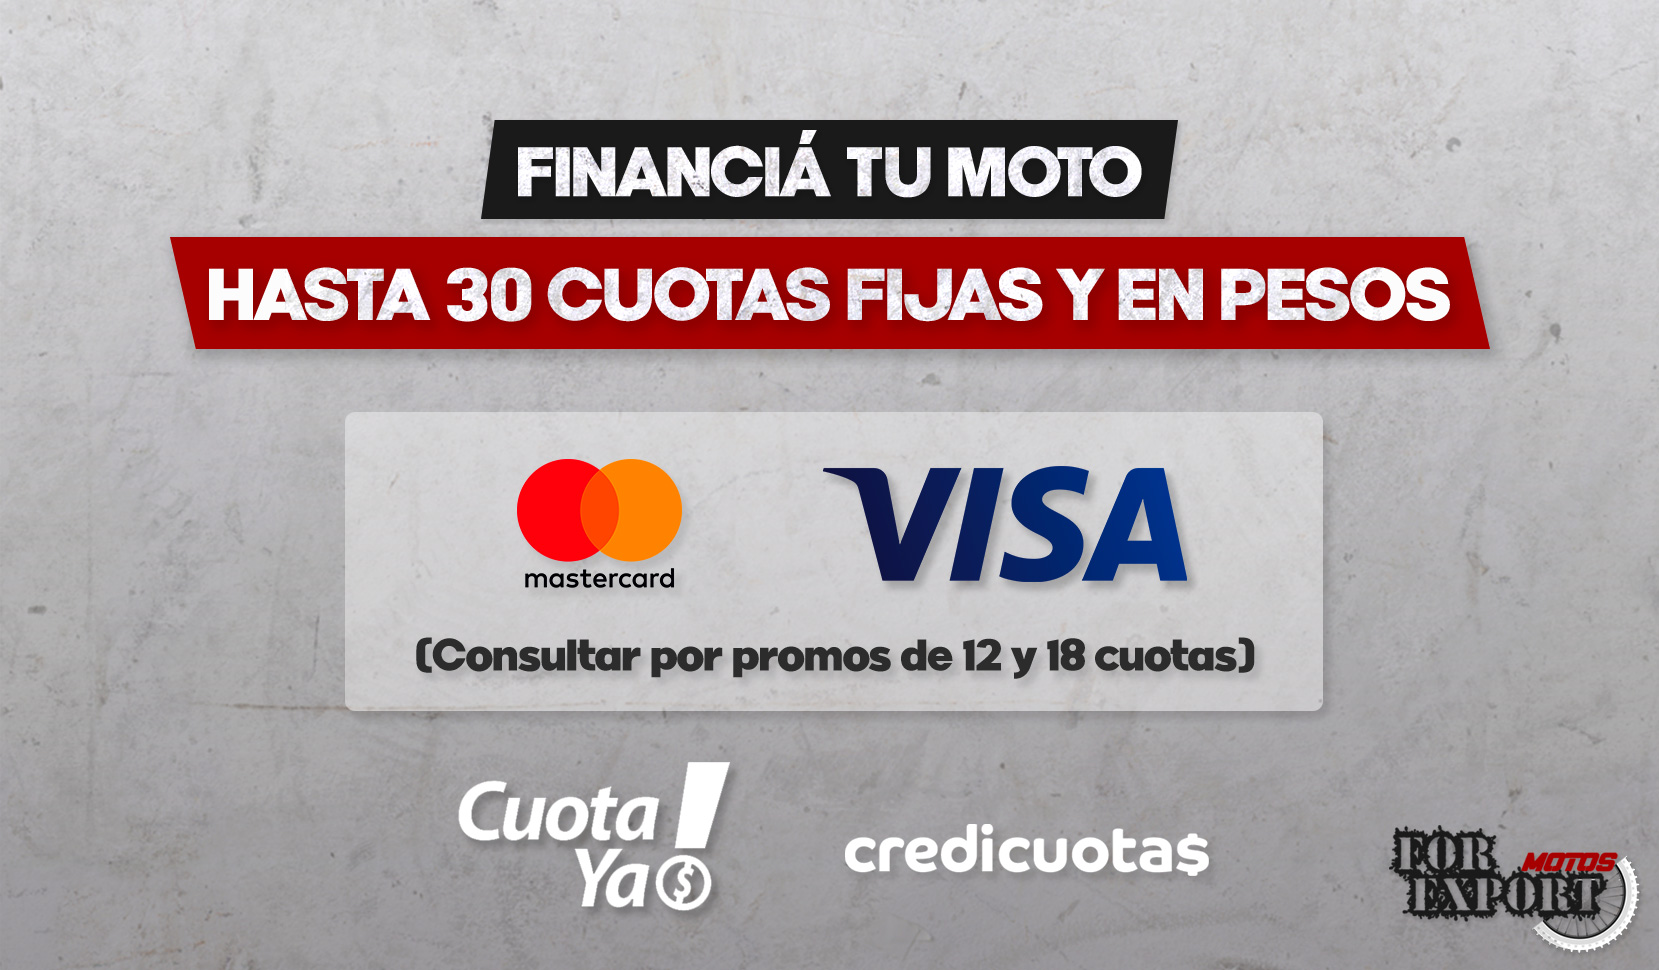 FINANCIÁ TU MOTO
HASTA 30 CUOTAS FIJAS Y EN PESOS
mastercard
VISA
(Consultar por promos de 12 y 18 cuotas)
Cuota
Ya!
credicuotas
FOR
MOTOS
EXPORT